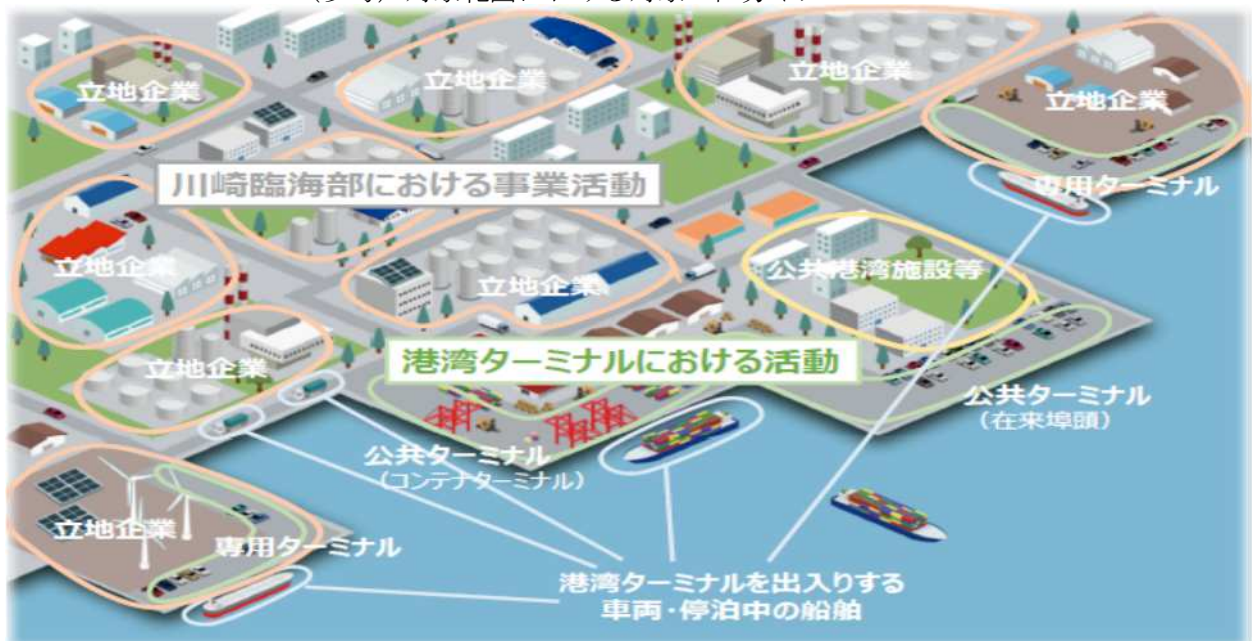 立地企業
立地企業
立地企業
立地企業
川崎臨海部における事業活動
専用ターミナル
立地企業
立地企業
公共港湾施設等
立地企業
港湾ターミナルにおける活動
公共ターミナル
（在来埠頭）
公共ターミナル
（コンテナターミナル）
立地企業
専用ターミナル
港湾ターミナルを出入りする
車両・停泊中の船舶